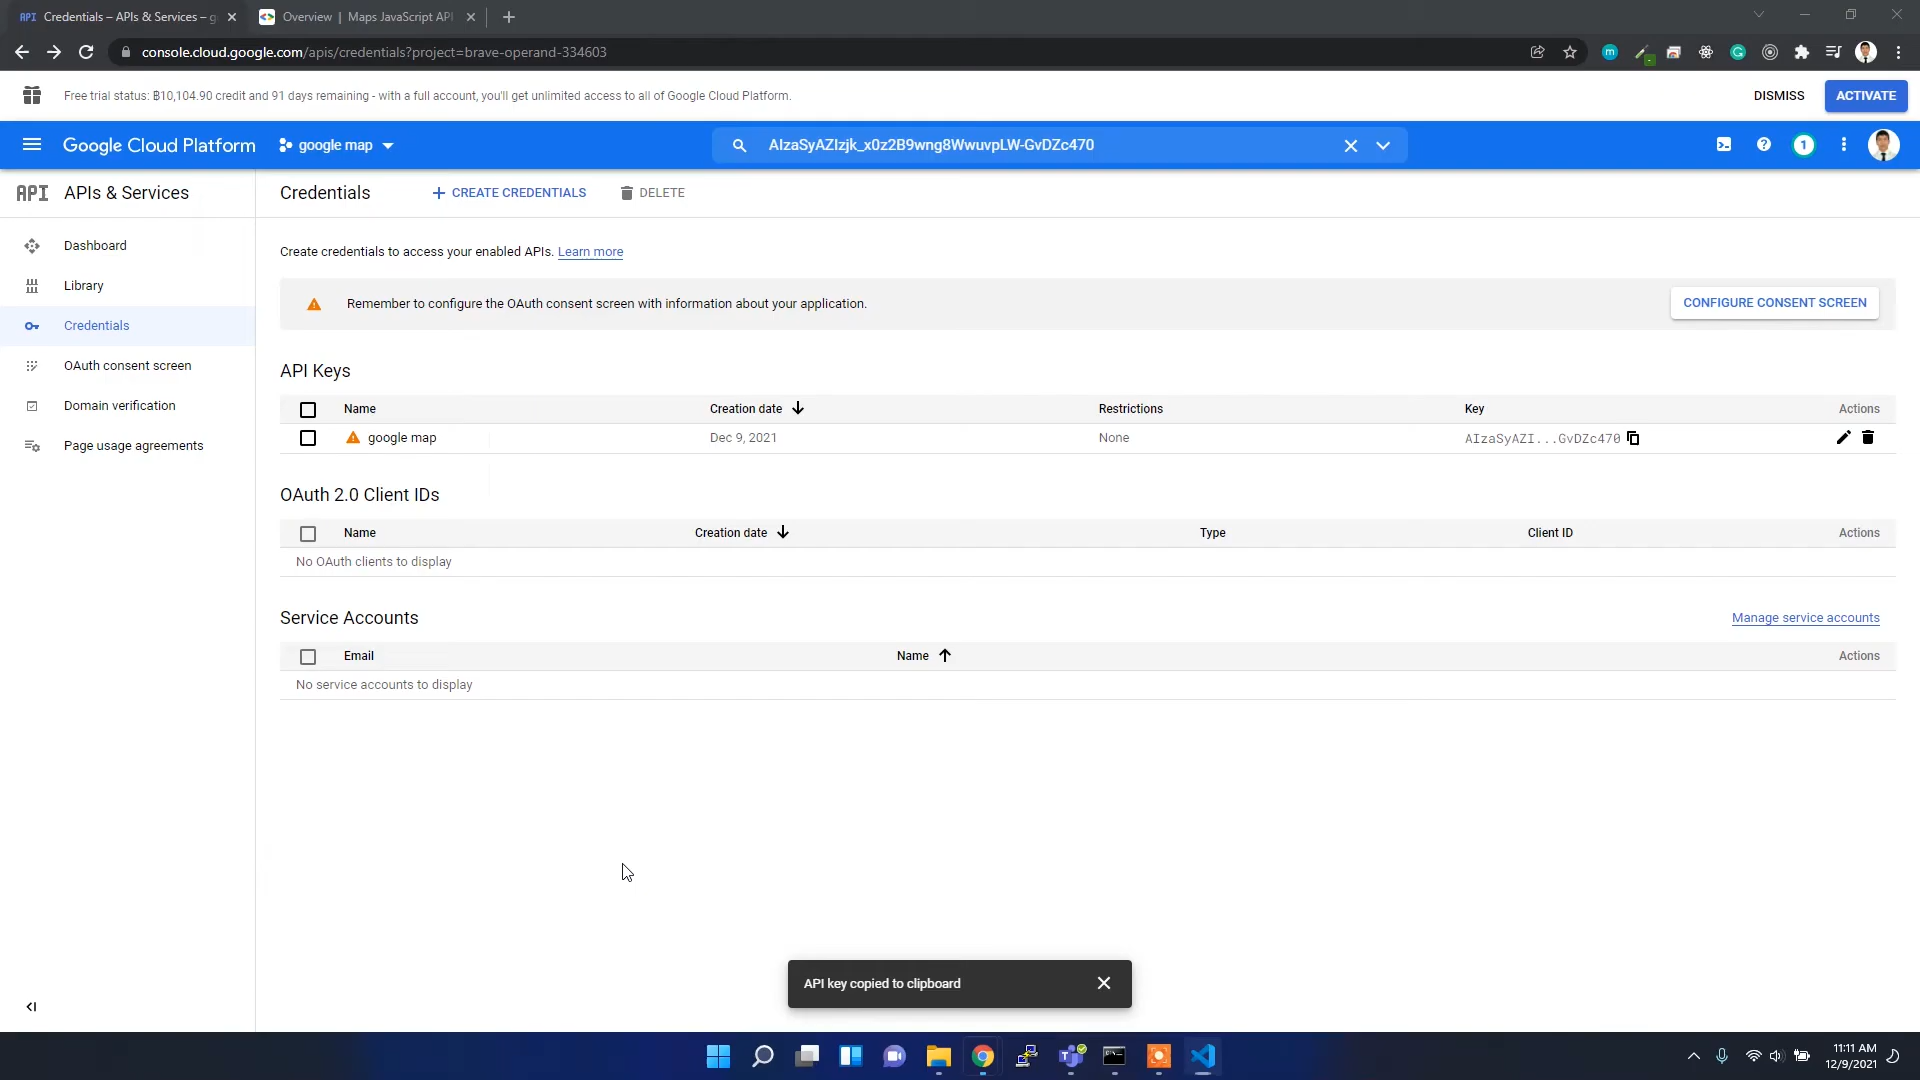 API Credentials – APIs & Services – g
Overview | Maps JavaScript API
console.cloud.google.com/apis/credentials?project=brave-operand-334603
Free trial status: ฿10,104.90 credit and 91 days remaining - with a full account, you'll get unlimited access to all of Google Cloud Platform.
DISMISS
ACTIVATE
Google Cloud Platform
google map
AIzaSyAZIzjk_x0z2B9wng8WwuvpLW-GvDZc470
1
API APIs & Services
Credentials
CREATE CREDENTIALS
DELETE
Dashboard
Library
Credentials
OAuth consent screen
Domain verification
Page usage agreements
Create credentials to access your enabled APIs. Learn more
Remember to configure the OAuth consent screen with information about your application.
CONFIGURE CONSENT SCREEN
API Keys
Name Creation date Restrictions Key Actions
google map Dec 9, 2021 None AIzaSyAZI...GvDZc470
OAuth 2.0 Client IDs
Name Creation date Type Client ID Actions
No OAuth clients to display
Service Accounts
Manage service accounts
Email Name Actions
No service accounts to display
API key copied to clipboard
11:11 AM
12/9/2021